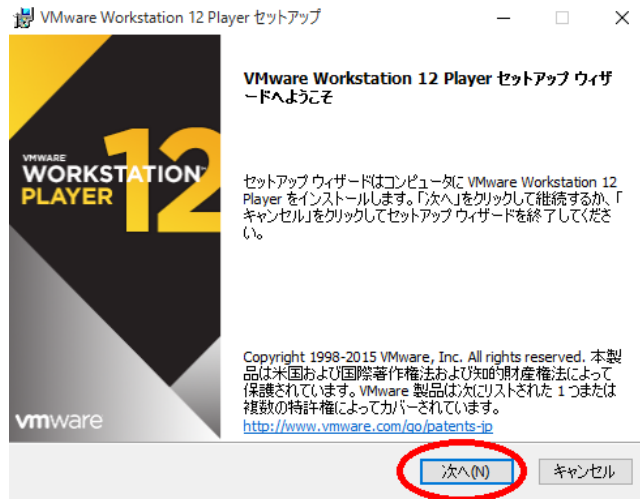 VMware Workstation 12 Player セットアップ
VMware Workstation 12 Player セットアップ ウィザ
ードへようこそ
VMWARE
WORKSTATION™
PLAYER
12
セットアップ ウィザードはコンピュータに VMware Workstation 12
Player をインストールします。「次へ」をクリックして継続するか、「
キャンセル」をクリックしてセットアップ ウィザードを終了してくださ
い。
Copyright 1998-2015 VMware, Inc. All rights reserved. 本製
品は米国および国際著作権法および知的財産権法によって
保護されています。VMware 製品は次にリストされた 1 つまたは
複数の特許権によってカバーされています。
http://www.vmware.com/go/patents-jp
vmware
次へ(N)
キャンセル